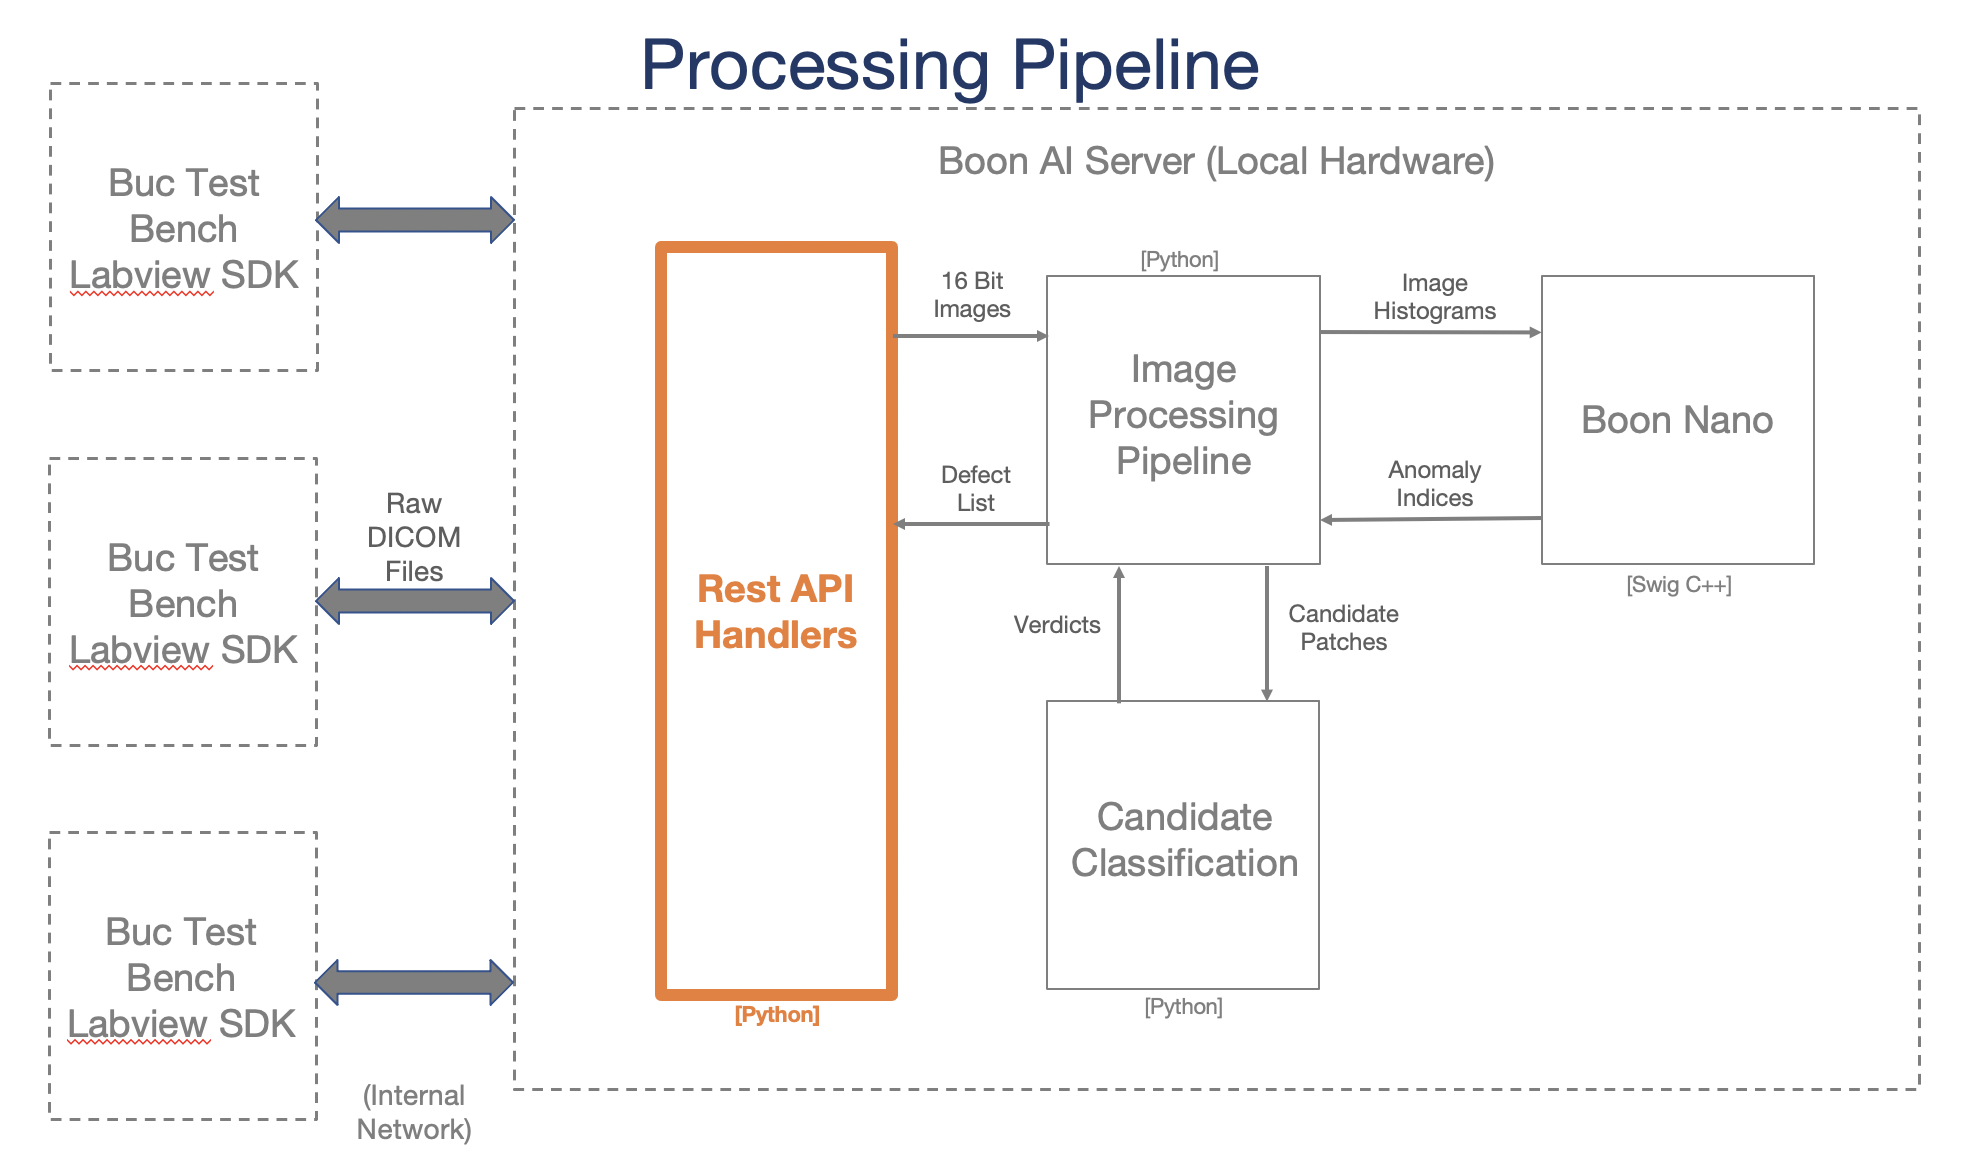 Processing Pipeline
Buc Test
Bench
Labview SDK
Buc Test
Bench
Labview SDK
Buc Test
Bench
Labview SDK
Raw
DICOM
Files
(Internal
Network)
Boon AI Server (Local Hardware)
Rest API
Handlers
[Python]
16 Bit
Images
Defect
List
[Python]
Image
Processing
Pipeline
Image
Histograms
Anomaly
Indices
Boon Nano
[Swig C++]
Verdicts
Candidate
Patches
Candidate
Classification
[Python]